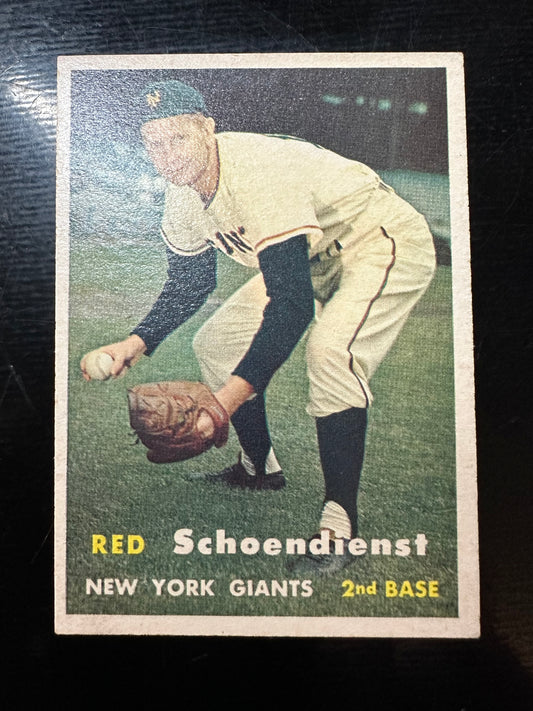 RED Schoendienst
NEW YORK GIANTS 2nd BASE